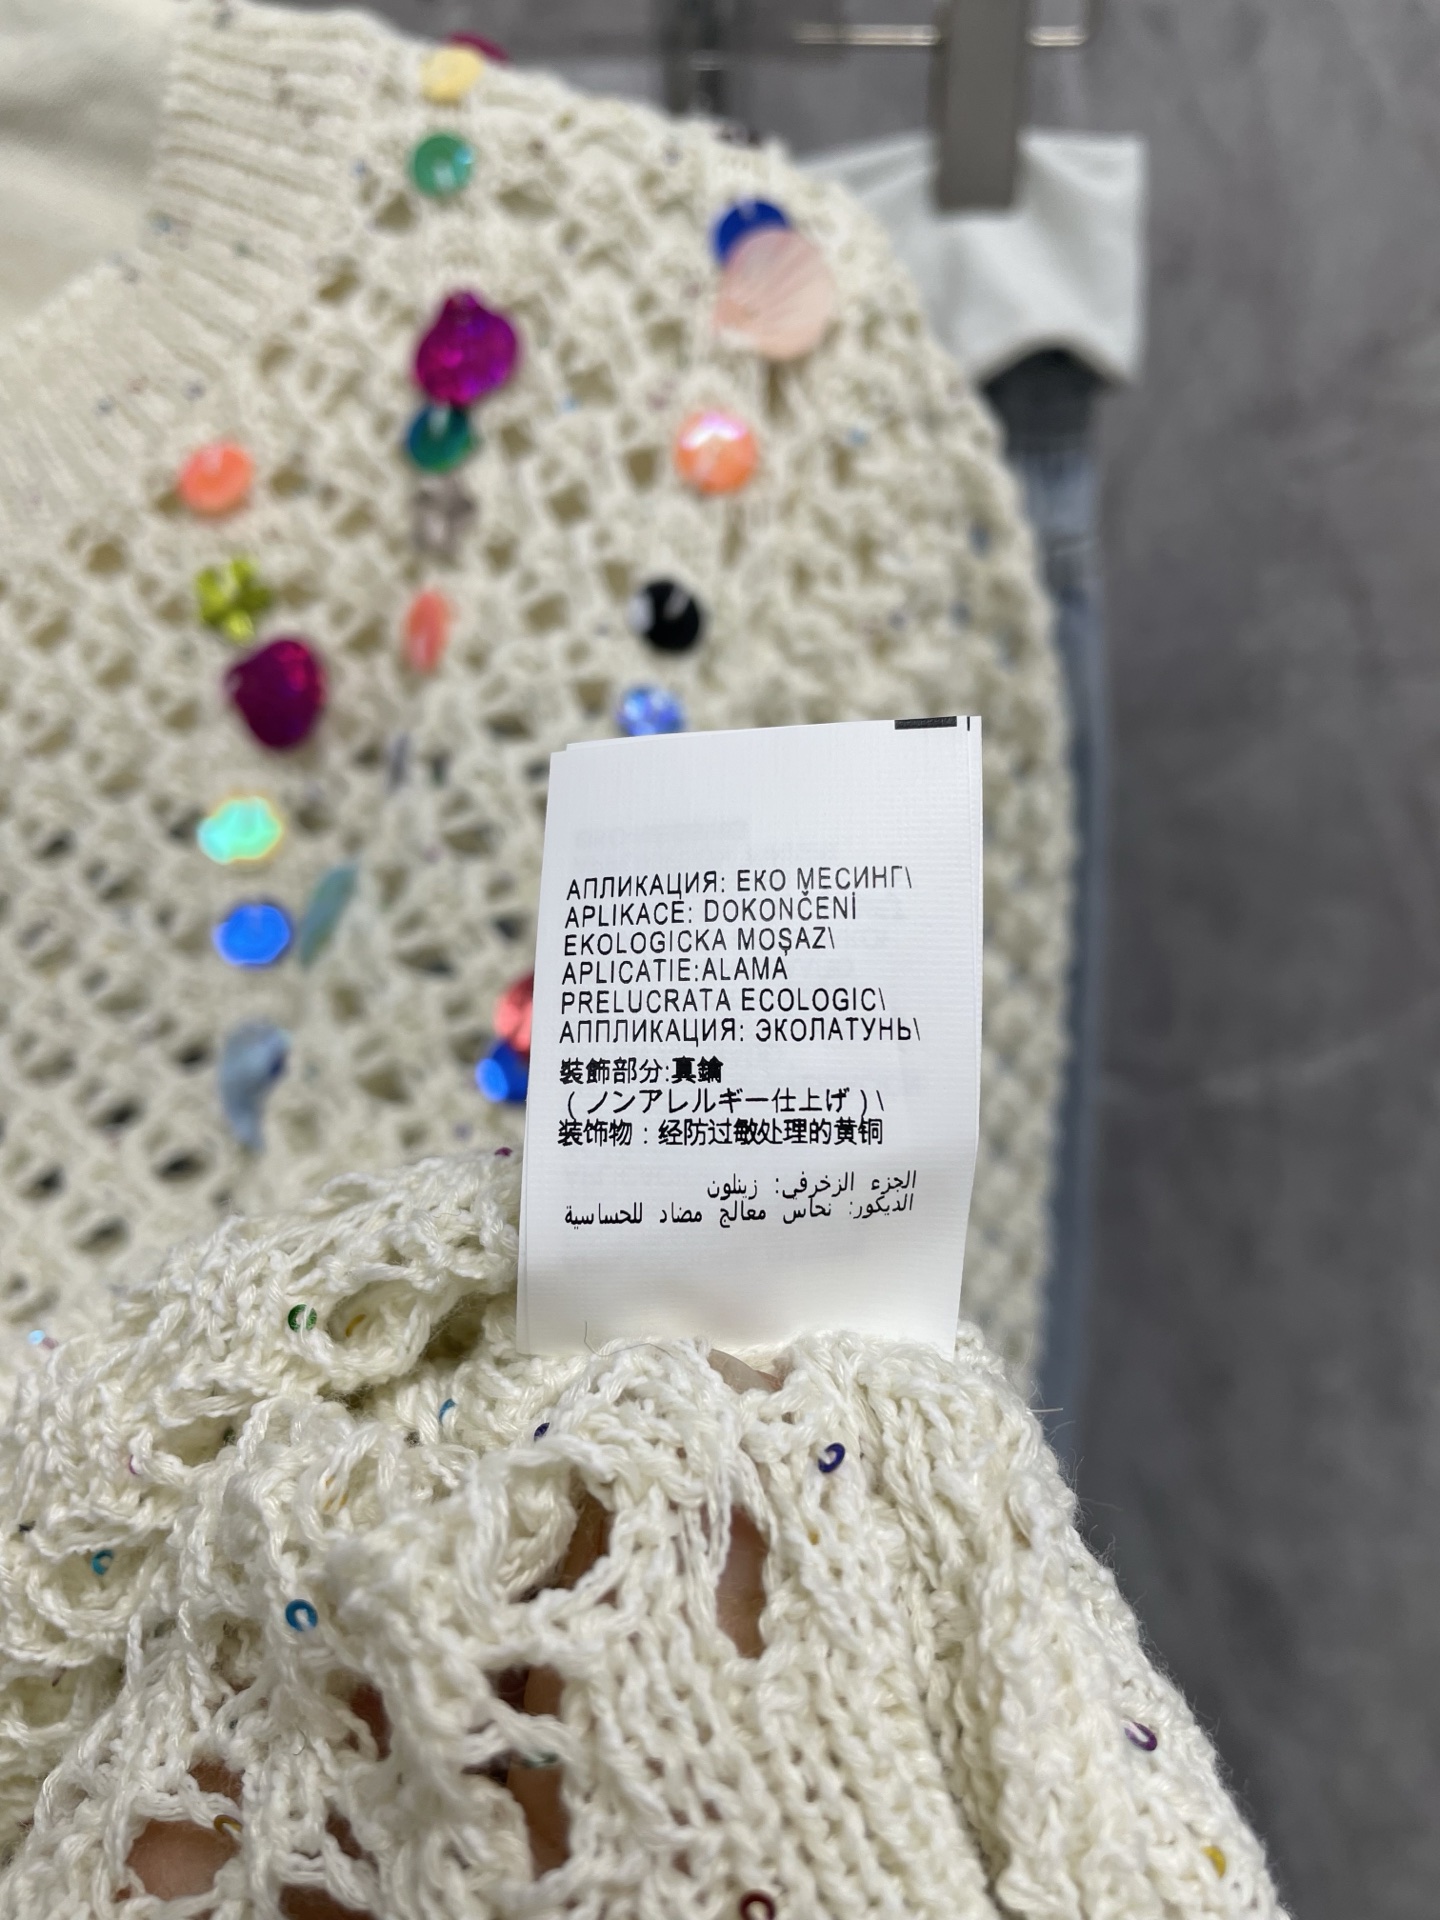 АПЛИКАЦИЯ: ЕКО МЕСИНГ\
APLIKACE: DOKONČENÍ
EKOLOGICKA MOŞAZ\
APLICATIE:ALAMA
PRELUCRATA ECOLOGIC\
АППЛИКАЦИЯ: ЭКОЛАТУНЬ\
装飾部分:真鍮
(ノンアレルギー仕上げ)\
装饰物：经防过敏处理的黄铜
الجزء الزخرفي: زينلون
الديكور: نحاس معالج مضاد للحساسية